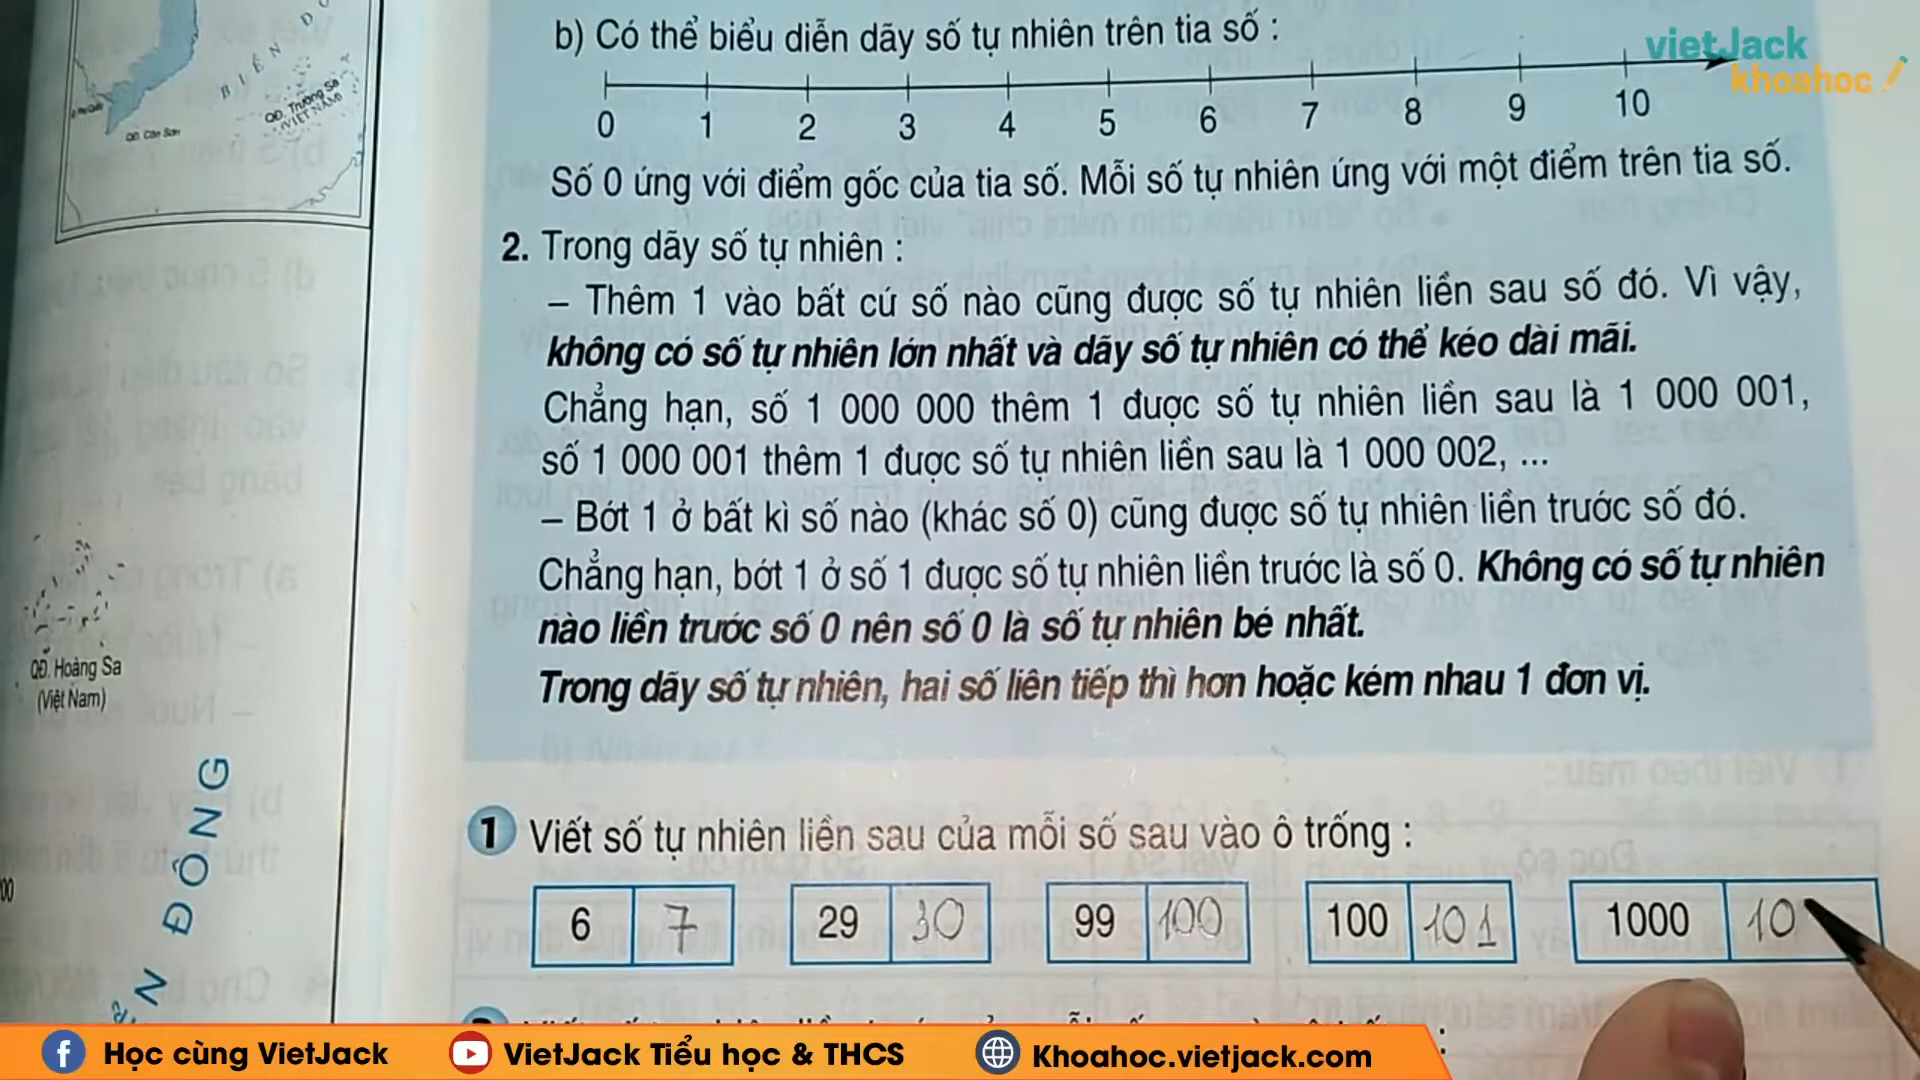 b) Có thể biểu diễn dãy số tự nhiên trên tia số :
0 1 2 3 4 5 6 7 8 9 10
Số 0 ứng với điểm gốc của tia số. Mỗi số tự nhiên ứng với một điểm trên tia số.
2. Trong dãy số tự nhiên :
– Thêm 1 vào bất cứ số nào cũng được số tự nhiên liền sau số đó. Vì vậy,
không có số tự nhiên lớn nhất và dãy số tự nhiên có thể kéo dài mãi.
Chẳng hạn, số 1 000 000 thêm 1 được số tự nhiên liền sau là 1 000 001,
số 1 000 001 thêm 1 được số tự nhiên liền sau là 1 000 002, ...
– Bớt 1 ở bất kì số nào (khác số 0) cũng được số tự nhiên liền trước số đó.
Chẳng hạn, bớt 1 ở số 1 được số tự nhiên liền trước là số 0. Không có số tự nhiên
nào liền trước số 0 nên số 0 là số tự nhiên bé nhất.
Trong dãy số tự nhiên, hai số liên tiếp thì hơn hoặc kém nhau 1 đơn vị.
1 Viết số tự nhiên liền sau của mỗi số sau vào ô trống :
6 7 29 30 99 100 100 101 1000 10
BIỂN
QĐ. Trường Sa
(VIỆT NAM)
QĐ. Côn Sơn
QĐ. Hoàng Sa
(Việt Nam)
ĐÔNG
vietJack
khoahoc
Học cùng VietJack
VietJack Tiểu học & THCS
Khoahoc.vietjack.com